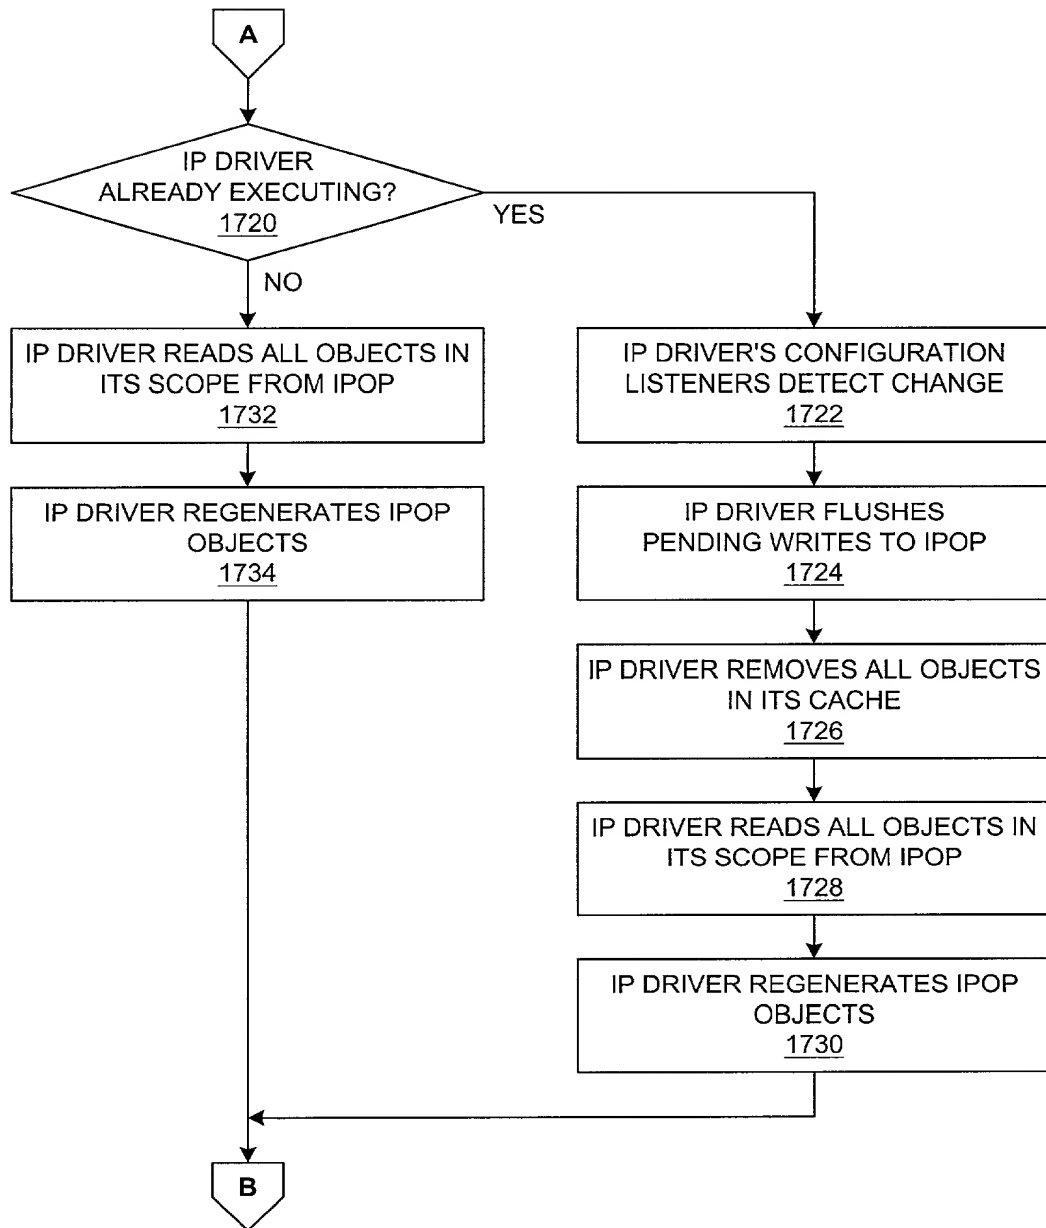 A
IP DRIVER
ALREADY EXECUTING?
1720
YES
NO
IP DRIVER READS ALL OBJECTS IN
ITS SCOPE FROM IPOP
1732
IP DRIVER REGENERATES IPOP
OBJECTS
1734
IP DRIVER'S CONFIGURATION
LISTENERS DETECT CHANGE
1722
IP DRIVER FLUSHES
PENDING WRITES TO IPOP
1724
IP DRIVER REMOVES ALL OBJECTS
IN ITS CACHE
1726
IP DRIVER READS ALL OBJECTS IN
ITS SCOPE FROM IPOP
1728
IP DRIVER REGENERATES IPOP
OBJECTS
1730
B